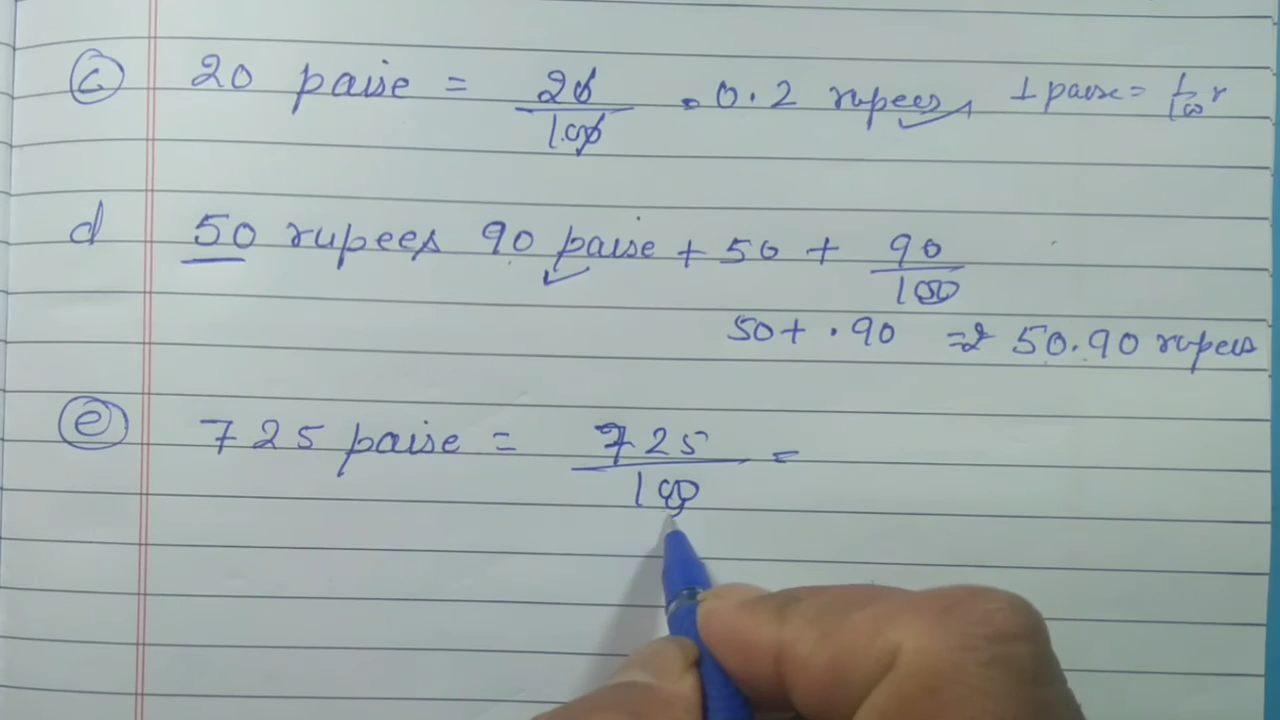 c 20 paise = 20/100 = 0.2 rupees, 1 paise = 1/100 r
d 50 rupees 90 paise + 50 + 90/100
50 + .90 => 50.90 rupees
e 725 paise = 725/100 =